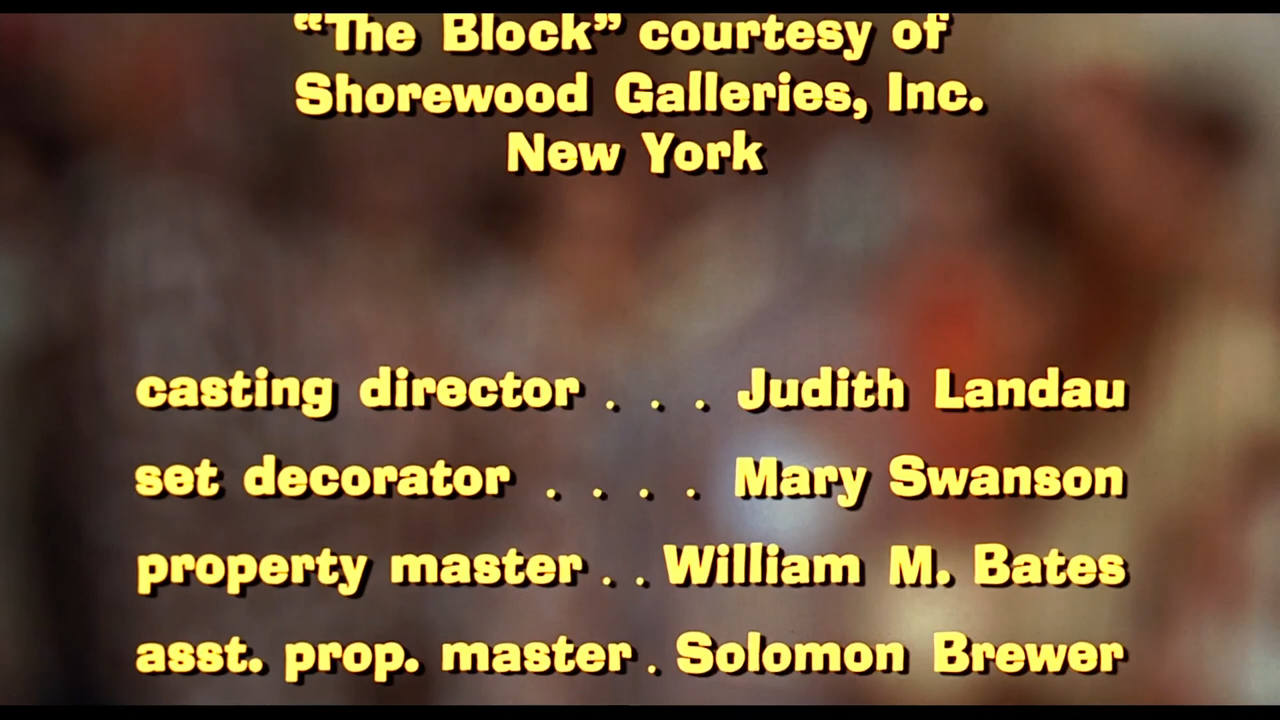 “The Block” courtesy of
Shorewood Galleries, Inc.
New York
casting director . . . Judith Landau
set decorator . . . . Mary Swanson
property master . . William M. Bates
asst. prop. master . Solomon Brewer